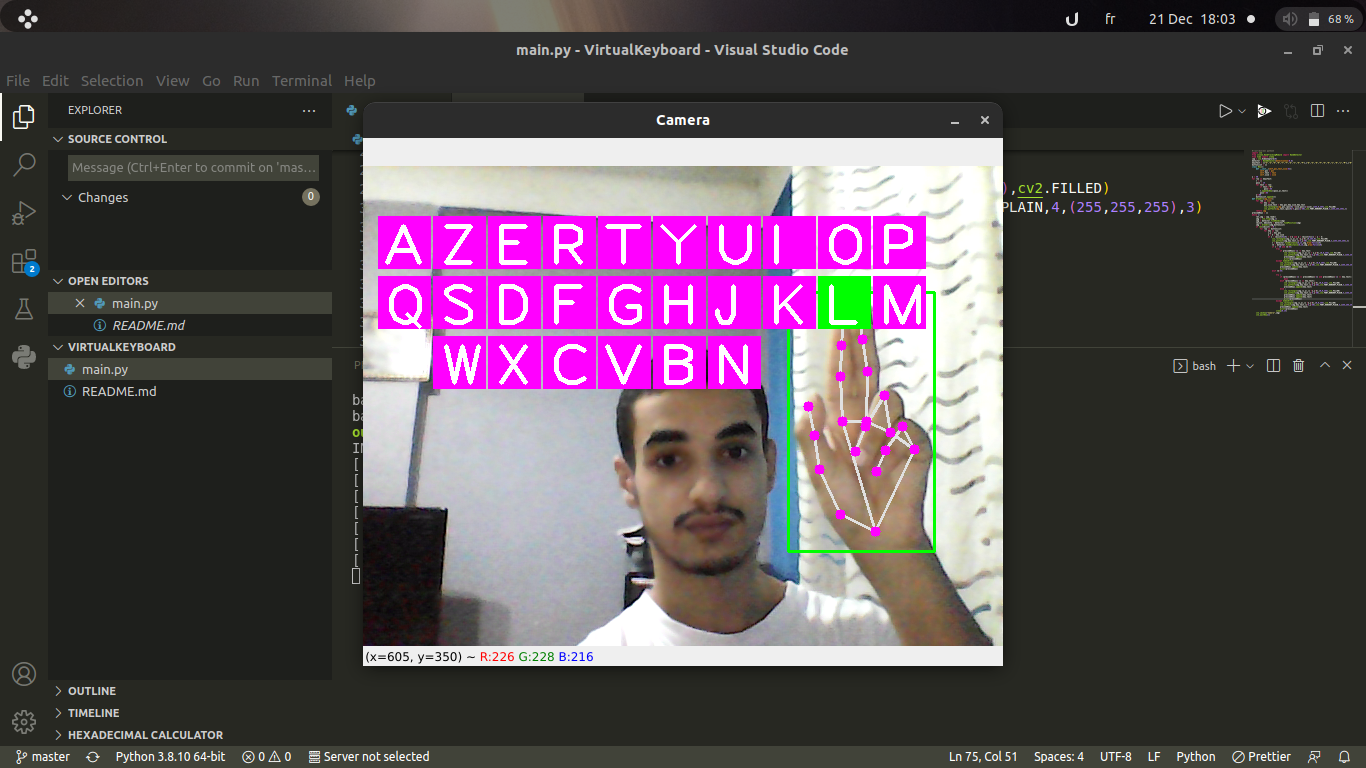 fr
21 Dec 18:03
68 %
main.py - VirtualKeyboard - Visual Studio Code
File Edit Selection View Go Run Terminal Help
EXPLORER
SOURCE CONTROL
Message (Ctrl+Enter to commit on 'mas...
Changes
0
OPEN EDITORS
main.py
README.md
VIRTUALKEYBOARD
main.py
README.md
2
OUTLINE
TIMELINE
HEXADECIMAL CALCULATOR
Camera
),cv2.FILLED)
PLAIN,4,(255,255,255),3)
A Z E R T Y U I O P
Q S D F G H J K L M
W X C V B N
(x=605, y=350) ~ R:226 G:228 B:216
bash
ba
ba
[
[
[
[
[
[
[
master
Python 3.8.10 64-bit
0 0
Server not selected
Ln 75, Col 51
Spaces: 4
UTF-8
LF
Python
Prettier